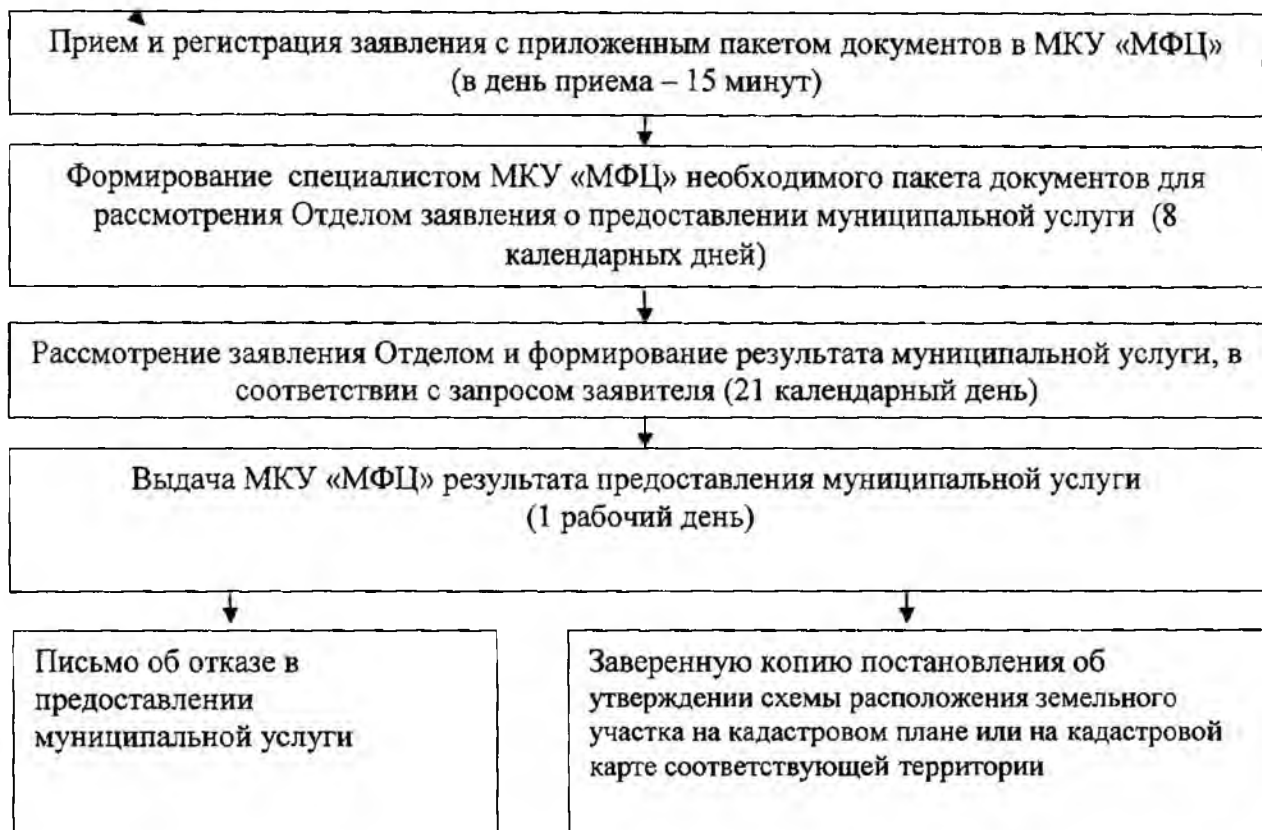 Прием и регистрация заявления с приложенным пакетом документов в МКУ «МФЦ»
(в день приема – 15 минут)
Формирование специалистом МКУ «МФЦ» необходимого пакета документов для
рассмотрения Отделом заявления о предоставлении муниципальной услуги (8
календарных дней)
Рассмотрение заявления Отделом и формирование результата муниципальной услуги, в
соответствии с запросом заявителя (21 календарный день)
Выдача МКУ «МФЦ» результата предоставления муниципальной услуги
(1 рабочий день)
Письмо об отказе в
предоставлении
муниципальной услуги
Заверенную копию постановления об
утверждении схемы расположения земельного
участка на кадастровом плане или на кадастровой
карте соответствующей территории